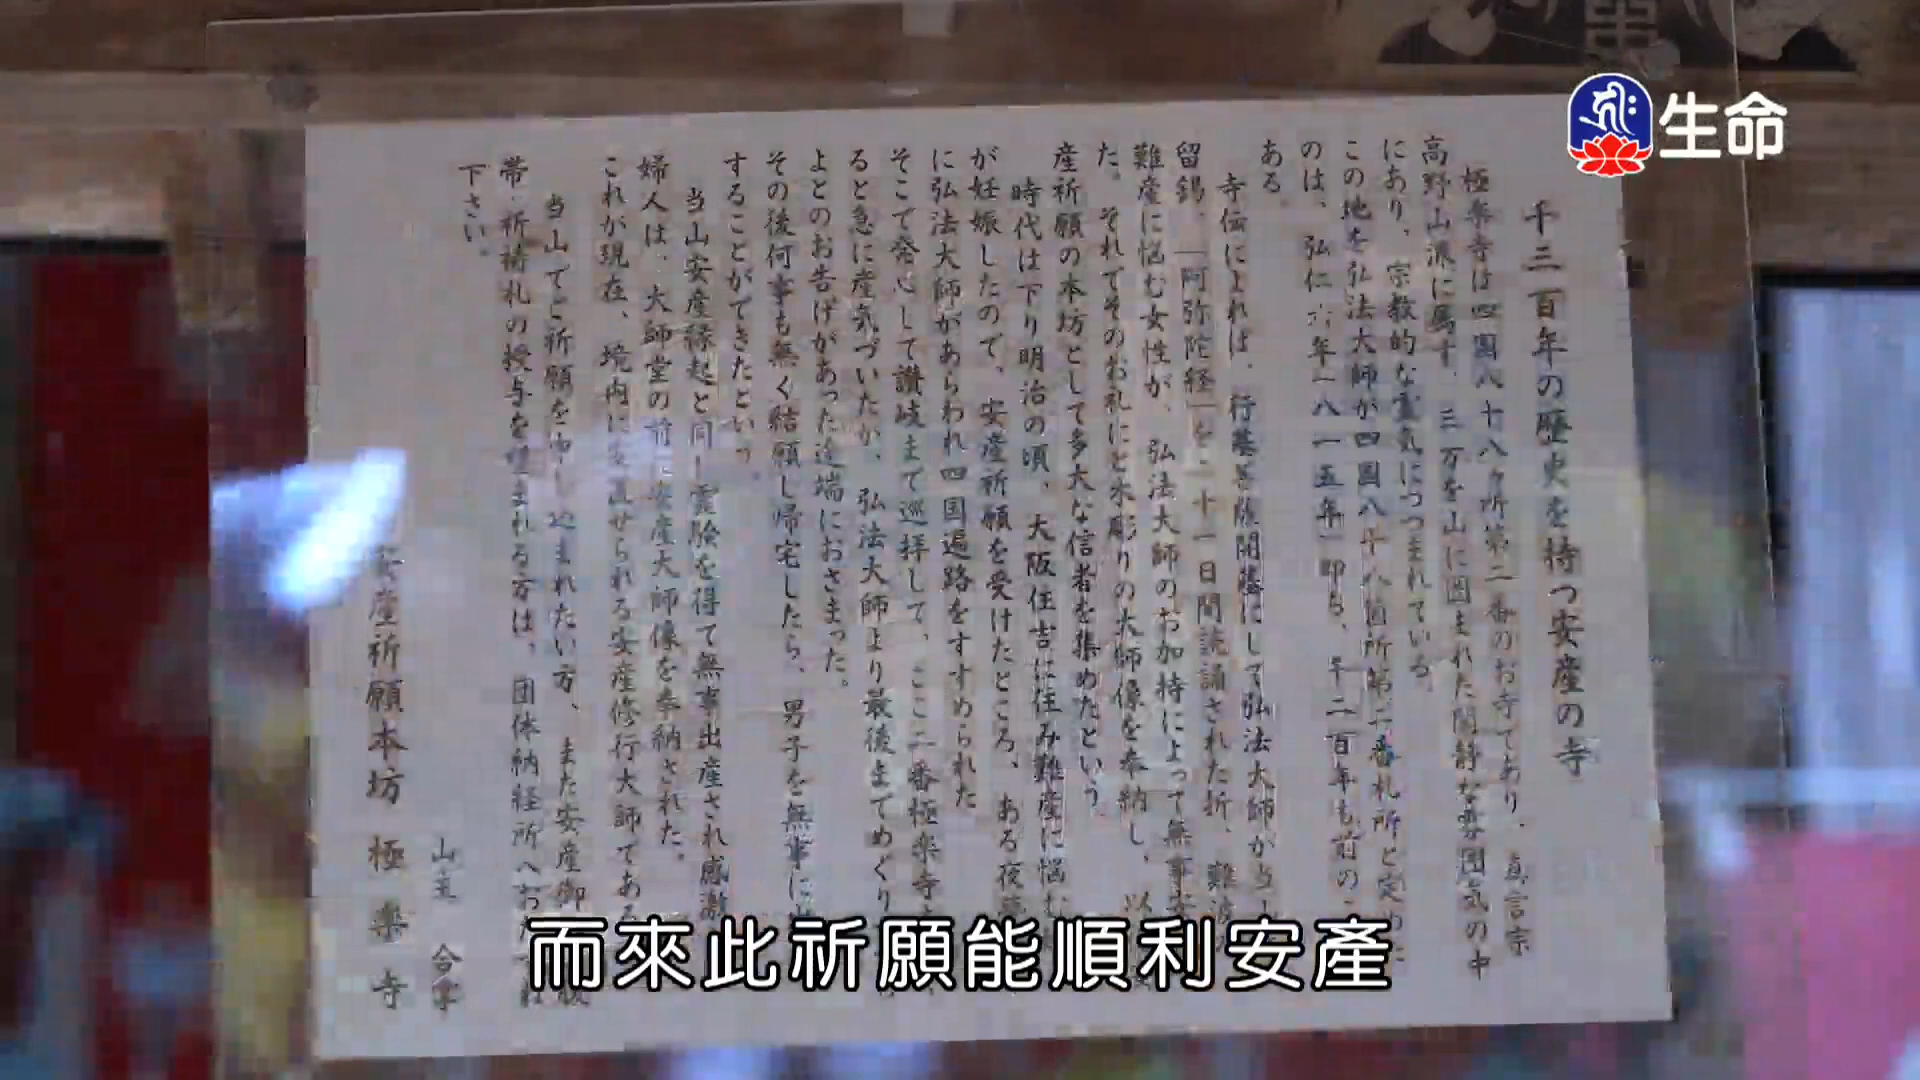 生命
千三百年の歴史を持つ安産の寺
極楽寺は四国八十八ヶ所第二番のお寺であり、真言宗
高野山派に属す。三方を山に囲まれた閑静な雰囲気の中
にあり、宗教的な霊気につつまれている。
この地を弘法大師が四国八十八箇所第二番札所と定め
のは、弘仁六年(八一五年)即ち、千二百年も前の
ある。
寺伝によれば、行基菩薩開基にして弘法大師が当
留錫、「阿弥陀経」を二十一日間読誦された折、難波
難産に悩む女性が、弘法大師のお加持によって無事安
た。それでそのお礼にと木彫りの大師像を奉納し、以
産祈願の本坊として多大な信者を集めたという。
時代は下り明治の頃、大阪住吉に住み難産に悩む
が妊娠したので、安産祈願を受けたところ、ある夜
に弘法大師があらわれ四国遍路をすすめられた
そこで発心して讃岐まで巡拝して、ここ二番極楽寺
ると急に産気づいたが、弘法大師より最後までめぐり
よとのお告げがあった途端におさまった。
その後何事も無く結願し帰宅したら、男子を無事に
することができたという。
当山安産縁起と同じ霊験を得て無事出産され感激
婦人は、大師堂の前に安産大師像を奉納された。
これが現在、境内に安置せられる安産修行大師である
当山でご祈願を申し込まれたい方、また安産御
帯・祈祷札の授与を望まれる方は、団体納経所へお
下さい。
山主 合掌
安産祈願本坊 極楽寺
而來此祈願能順利安產